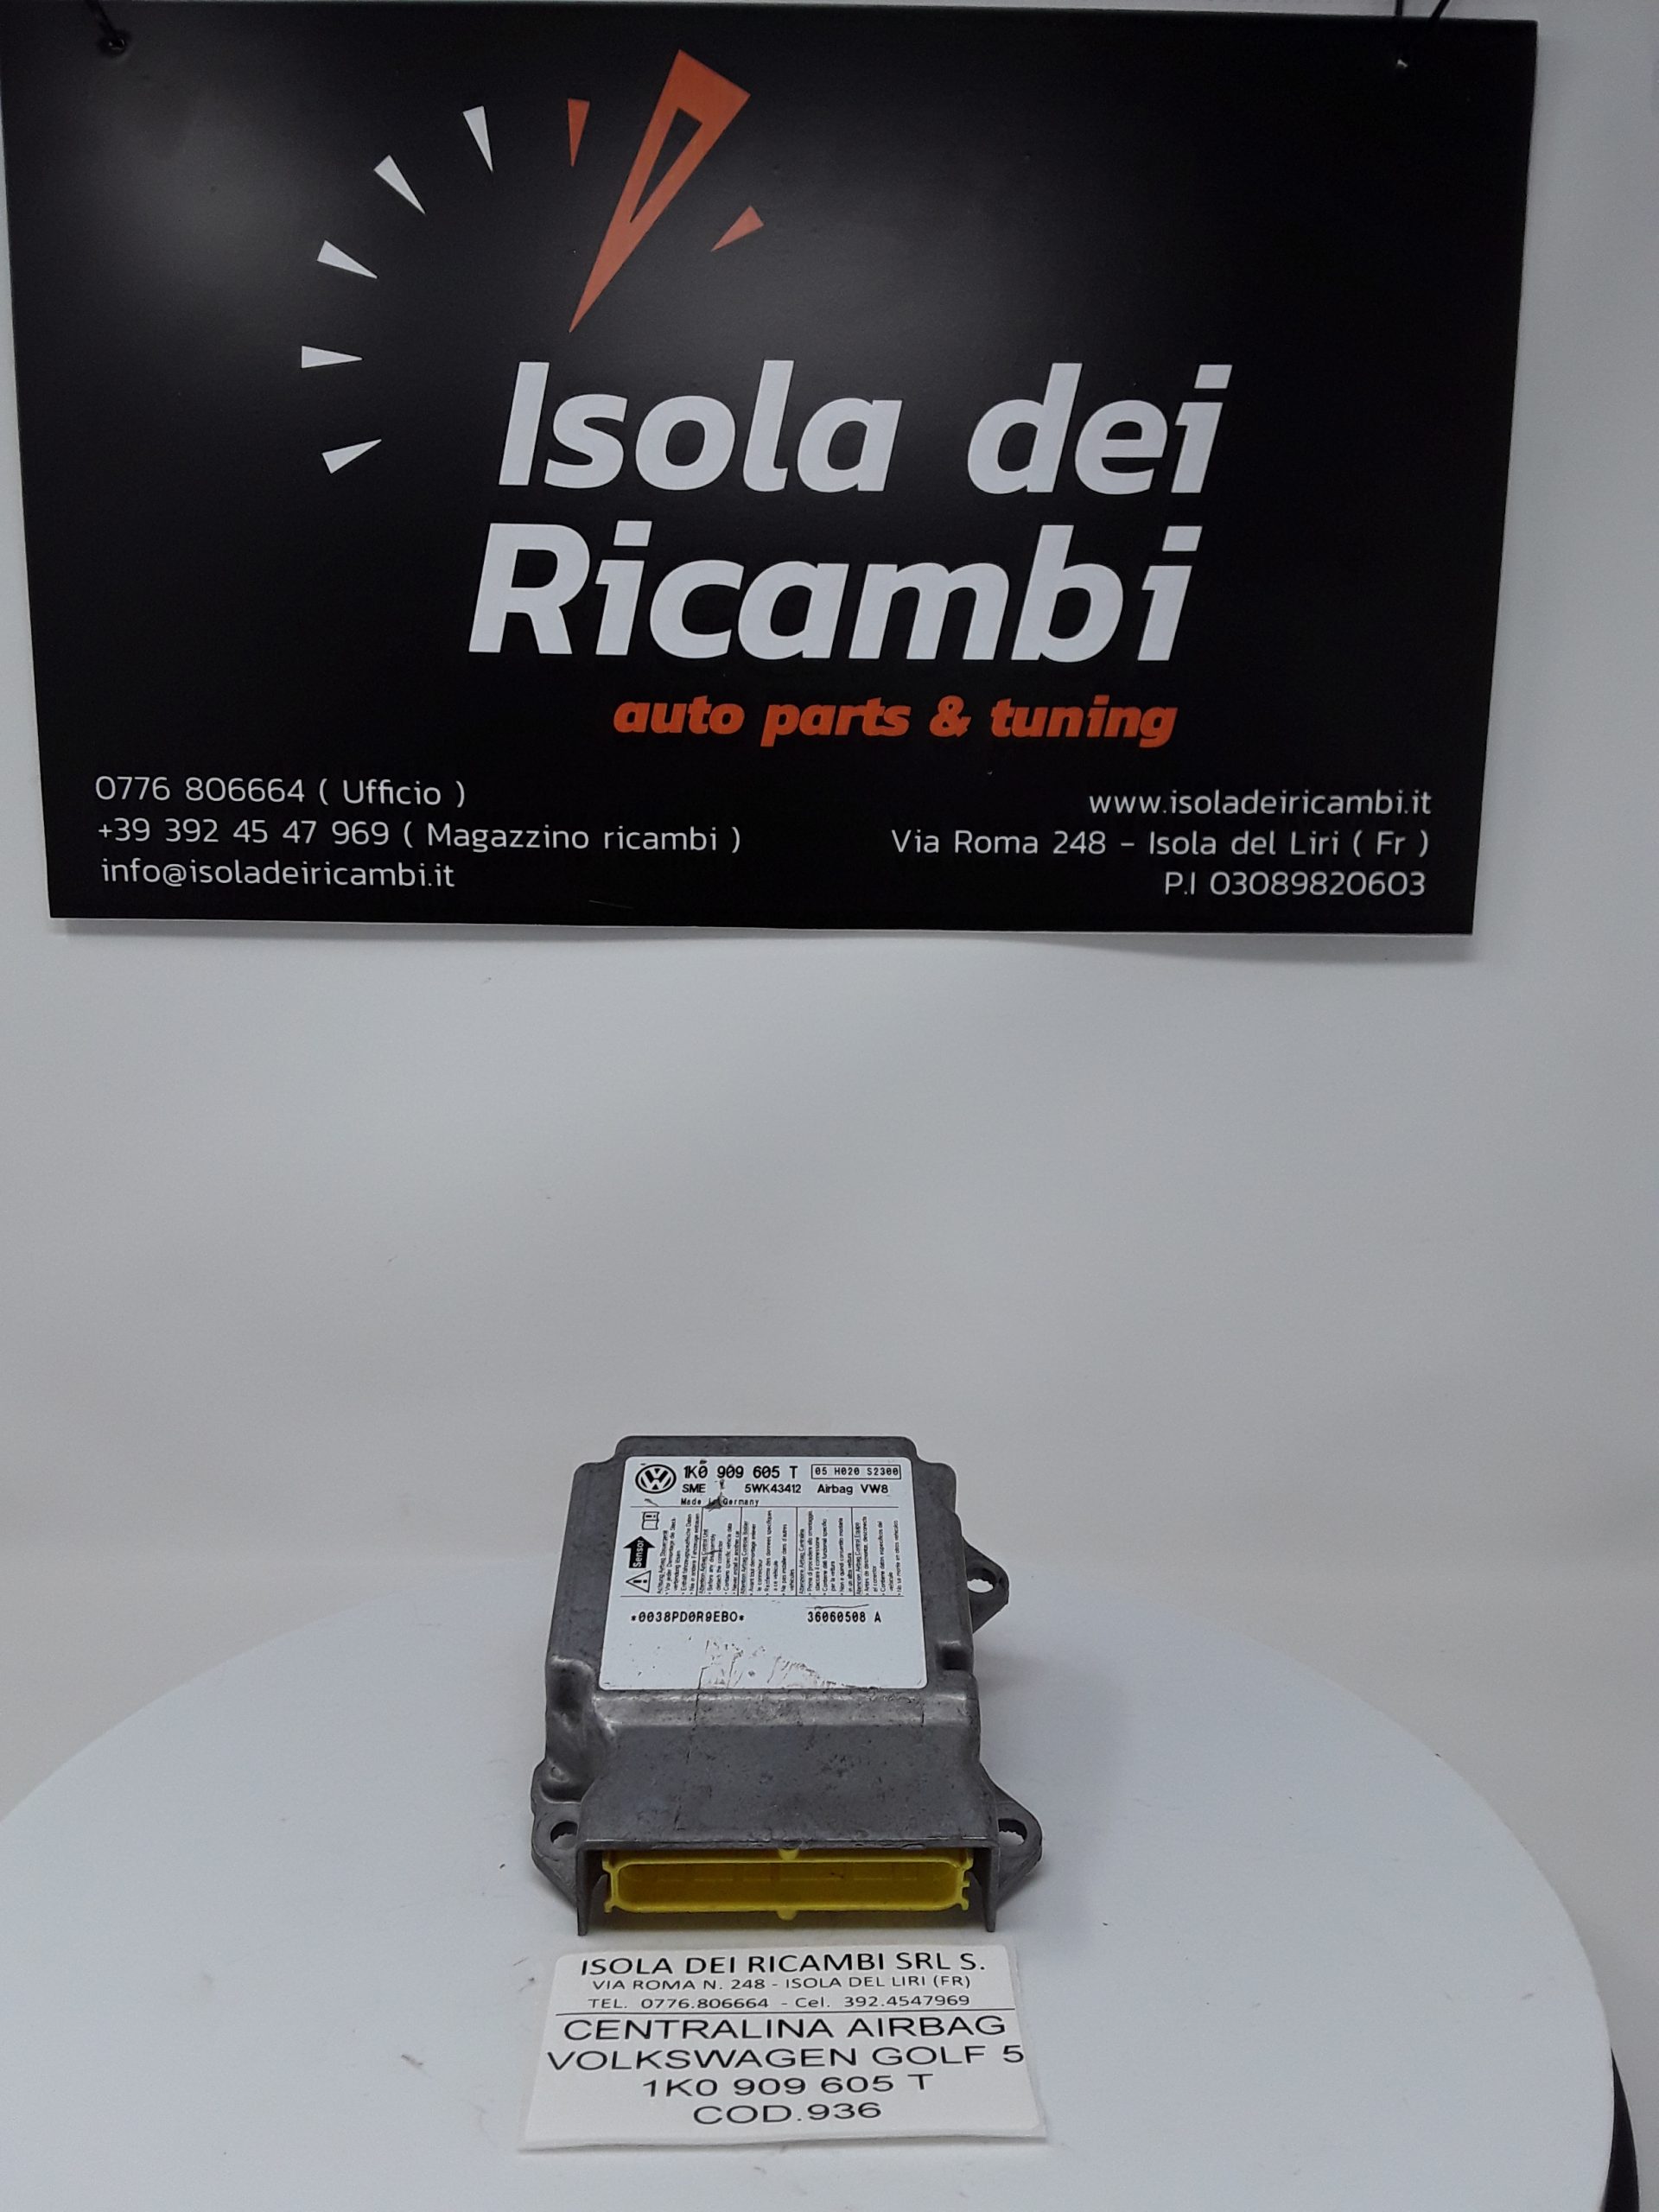 Isola dei
Ricambi
auto parts & tuning
0776 806664 ( Ufficio )
+39 392 45 47 969 ( Magazzino ricambi )
info@isoladeiricambi.it
www.isoladeiricambi.it
Via Roma 248 - Isola del Liri ( Fr )
P.I 03089820603
1K0 909 605 T 05 H020 S2300
SME 5WK43412 Airbag VW8
Made in Germany
Sensor
*0038PD0R9EBO*
36060508 A
ISOLA DEI RICAMBI SRL S.
VIA ROMA N. 248 - ISOLA DEL LIRI (FR)
TEL. 0776.806664 - Cel. 392.4547969
CENTRALINA AIRBAG
VOLKSWAGEN GOLF 5
1K0 909 605 T
COD.936